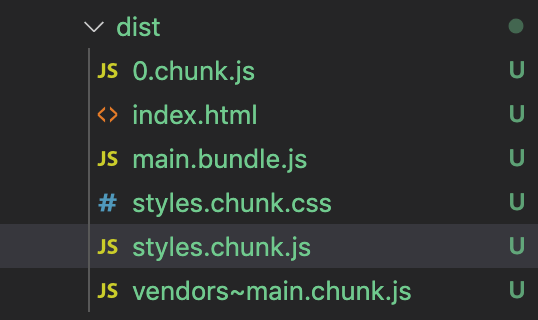 dist
JS 0.chunk.js U
<> index.html U
JS main.bundle.js U
# styles.chunk.css U
JS styles.chunk.js U
JS vendors~main.chunk.js U